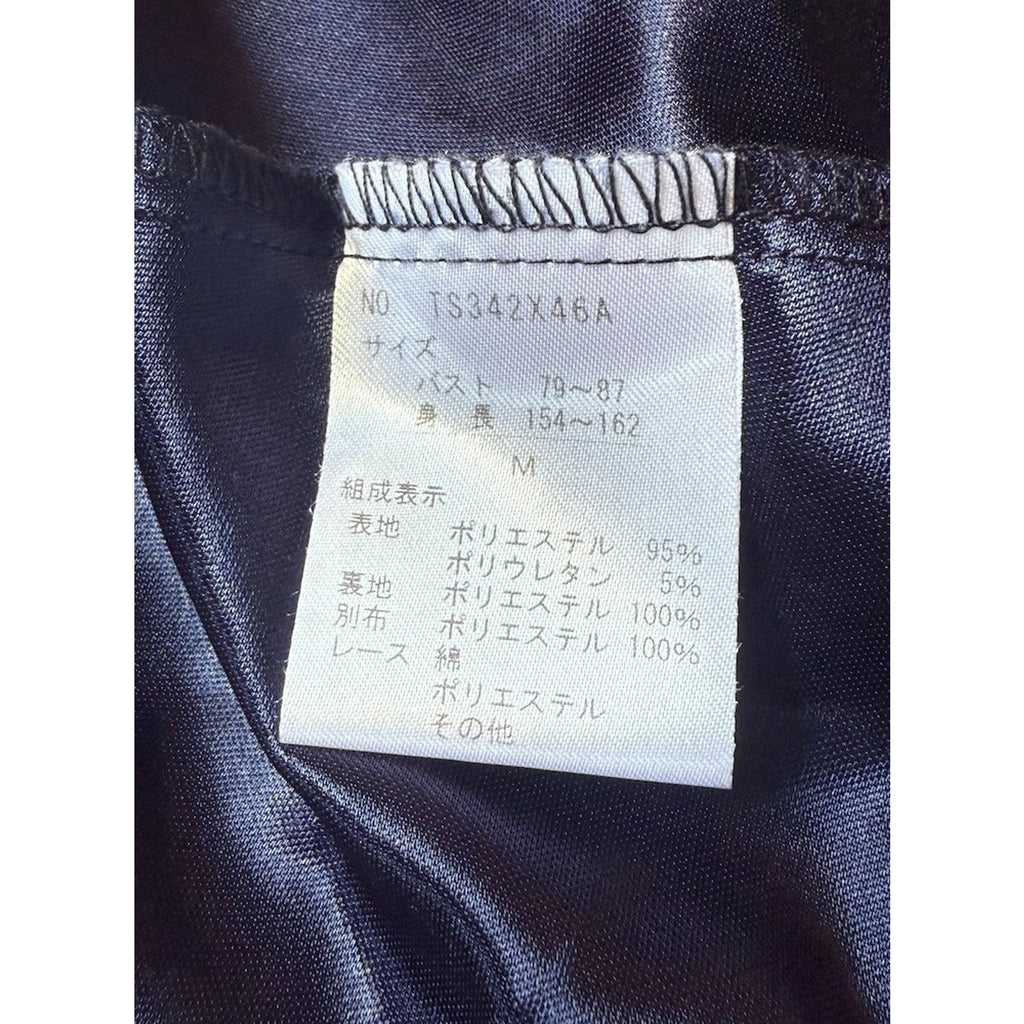 NO. TS342X46A
サイズ
バスト 79〜87
身長 154〜162
M
組成表示
表地 ポリエステル 95%
ポリウレタン 5%
裏地 ポリエステル 100%
別布 ポリエステル 100%
レース 綿
ポリエステル
その他